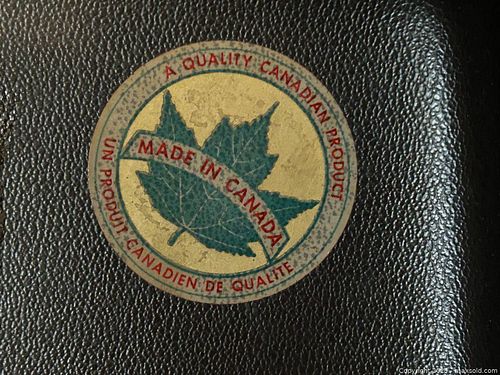 A QUALITY CANADIAN PRODUCT
MADE IN CANADA
UN PRODUIT CANADIEN DE QUALITE